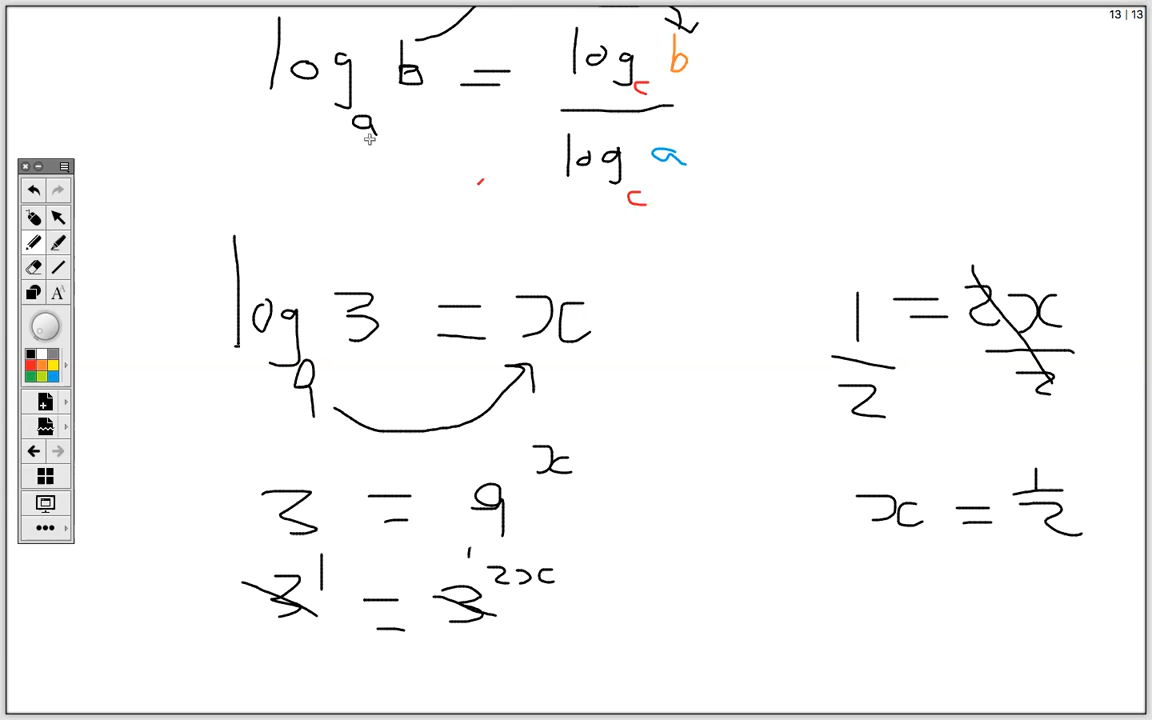 13 | 13
log_a b = log_c b / log_c a
log_9 3 = x
3 = 9^x
3^1 = 3^2x
1/2 = 2x/2
x = 1/2